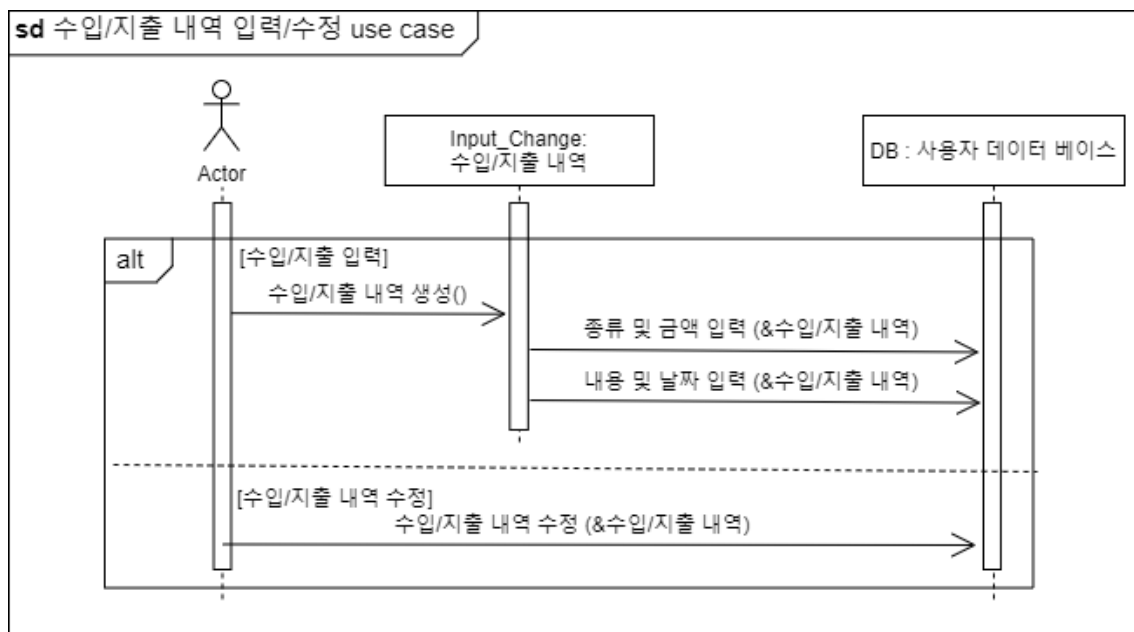 sd 수입/지출 내역 입력/수정 use case
Actor
Input_Change:
수입/지출 내역
DB : 사용자 데이터 베이스
alt
[수입/지출 입력]
수입/지출 내역 생성()
종류 및 금액 입력 (&수입/지출 내역)
내용 및 날짜 입력 (&수입/지출 내역)
[수입/지출 내역 수정]
수입/지출 내역 수정 (&수입/지출 내역)